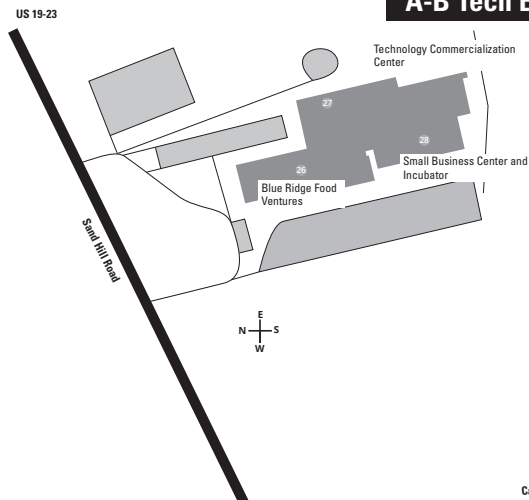 A-B Tech
US 19-23
Technology Commercialization
Center
27
28
Small Business Center and
Incubator
26
Blue Ridge Food
Ventures
Sand Hill Road
E
N S
W